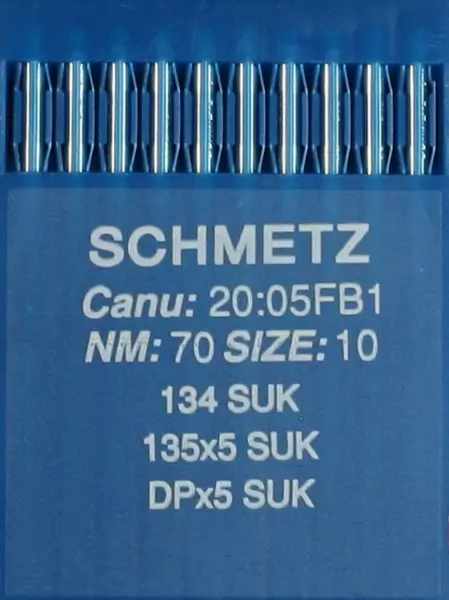 SCHMETZ
Canu: 20:05FB1
NM: 70 SIZE: 10
134 SUK
135x5 SUK
DPx5 SUK